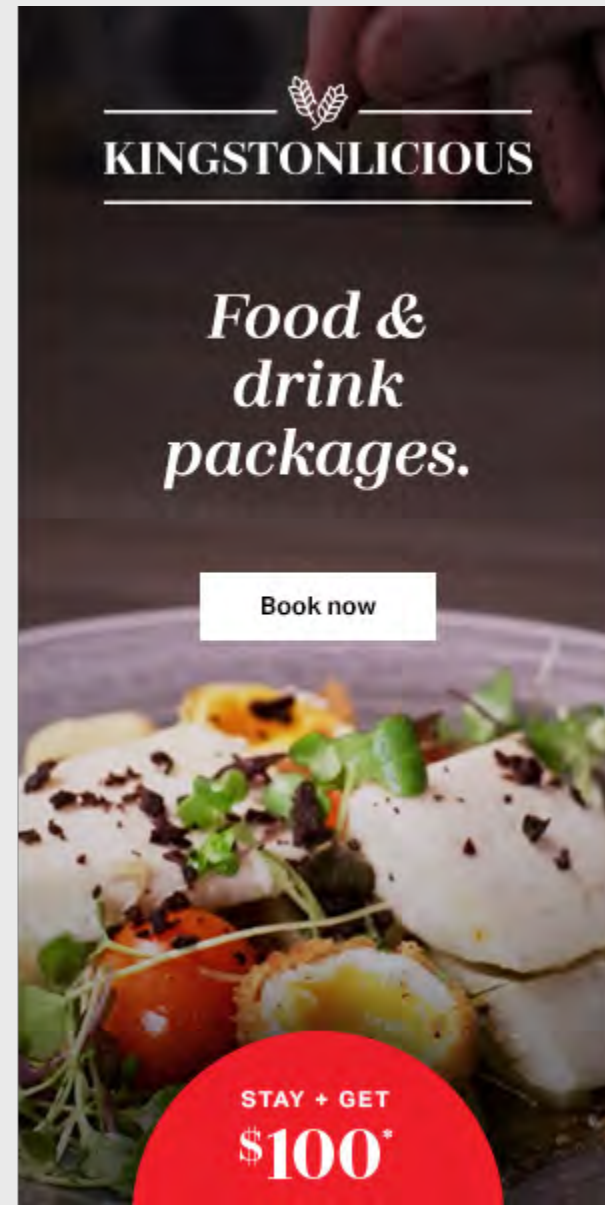 KINGSTONLICIOUS
Food &
drink
packages.
Book now
STAY + GET
$100*